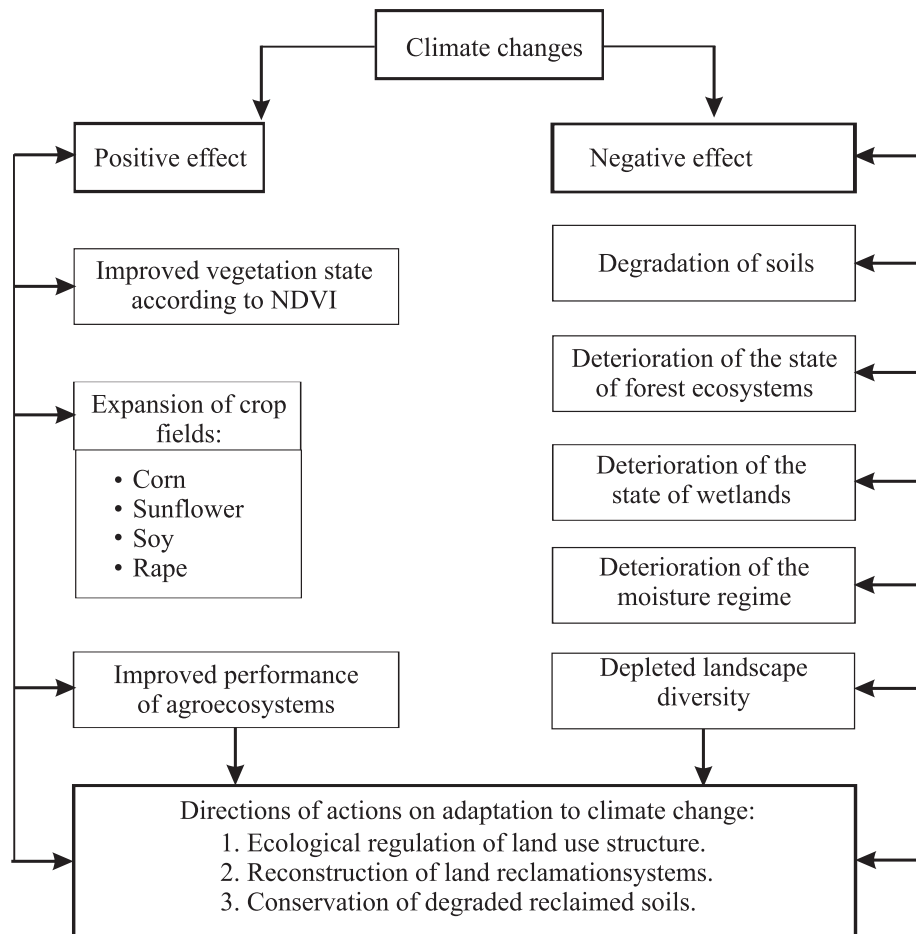 Climate changes
Positive effect
Improved vegetation state
according to NDVI
Expansion of crop
fields:
• Corn
• Sunflower
• Soy
• Rape
Improved performance
of agroecosystems
Negative effect
Degradation of soils
Deterioration of the state
of forest ecosystems
Deterioration of the
state of wetlands
Deterioration of the
moisture regime
Depleted landscape
diversity
Directions of actions on adaptation to climate change:
1. Ecological regulation of land use structure.
2. Reconstruction of land reclamationsystems.
3. Conservation of degraded reclaimed soils.